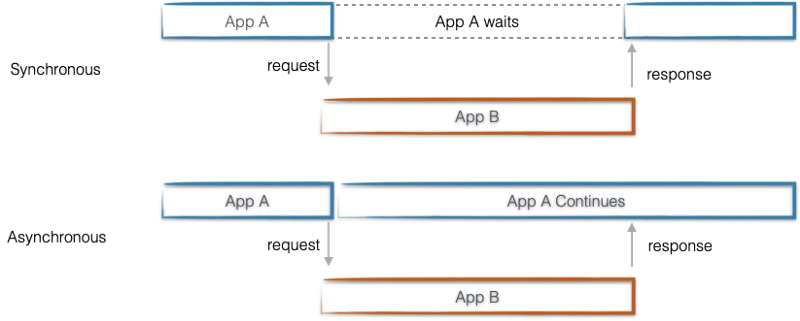 App A
App A waits
request
Synchronous
response
App B
App A
App A Continues
Asynchronous
request
response
App B